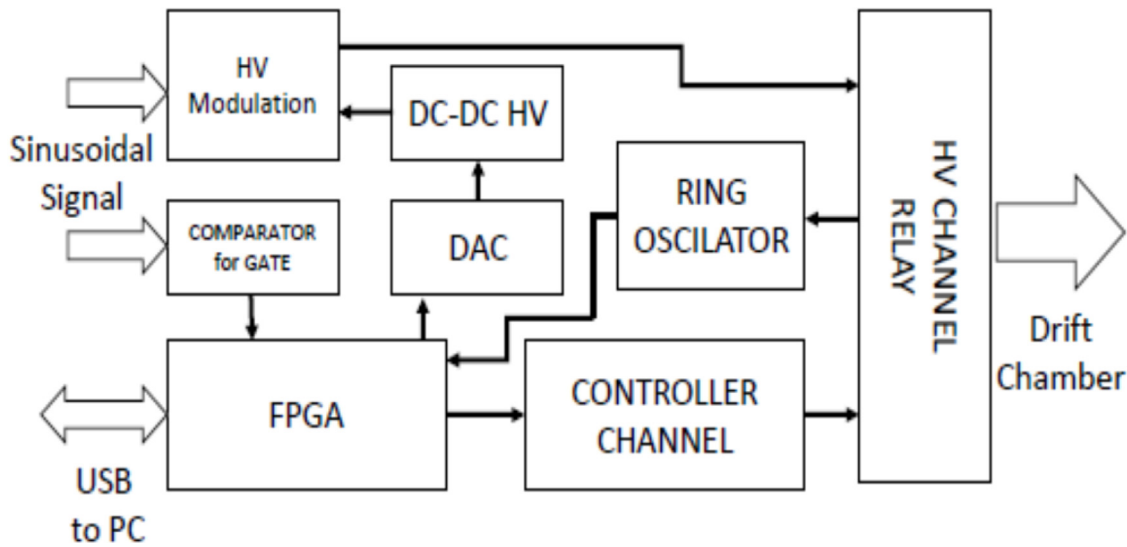 HV
Modulation
DC-DC HV
Sinusoidal
Signal
COMPARATOR
for GATE
DAC
RING
OSCILATOR
HV CHANNEL
RELAY
Drift
Chamber
FPGA
CONTROLLER
CHANNEL
USB
to PC